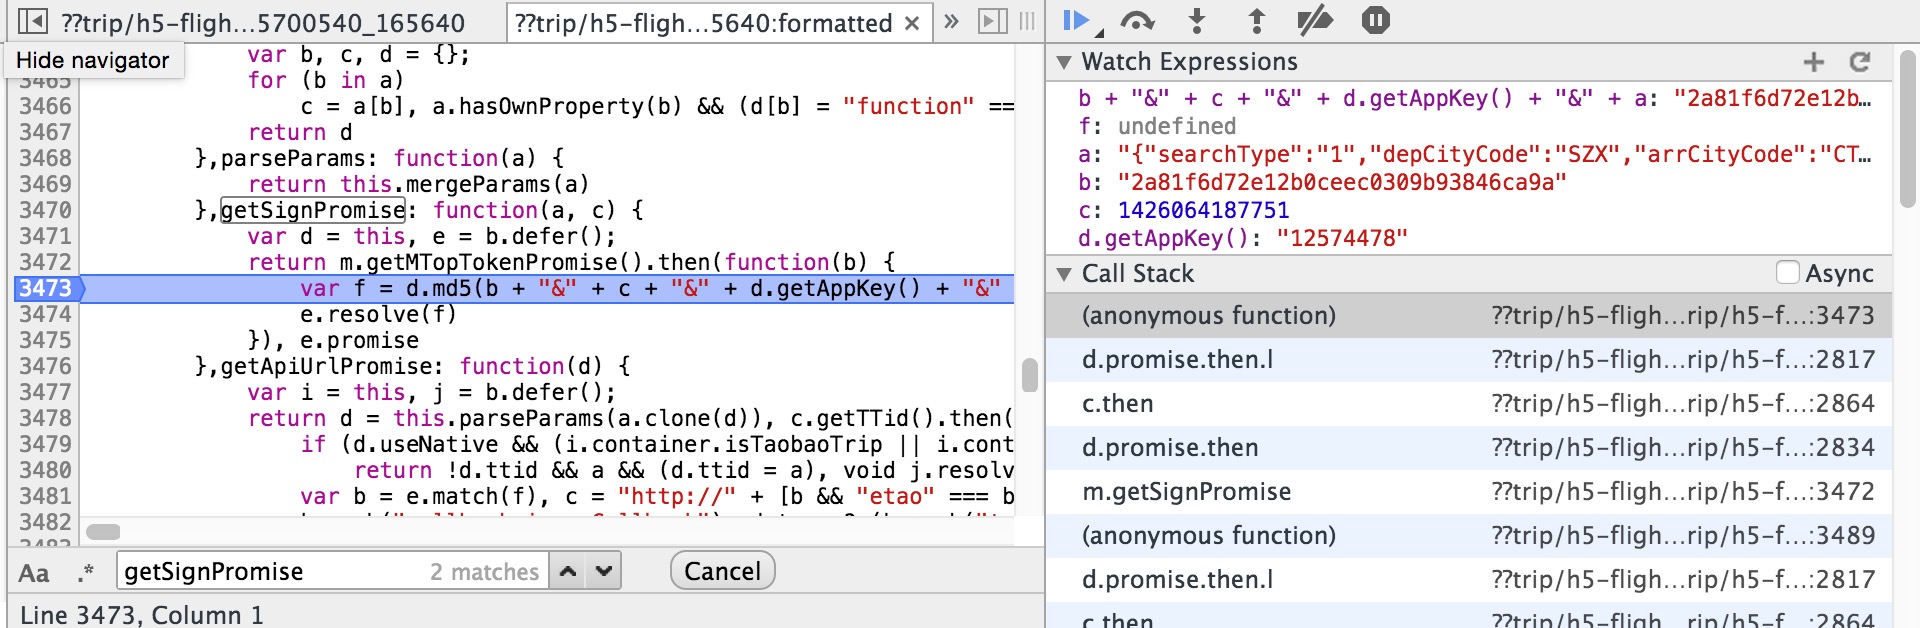 ??trip/h5-fligh...5700540_165640
??trip/h5-fligh...5640:formatted × »
Hide navigator
var b, c, d = {};
3465 for (b in a)
3466 c = a[b], a.hasOwnProperty(b) && (d[b] = "function" ==
3467 return d
3468 },parseParams: function(a) {
3469 return this.mergeParams(a)
3470 },getSignPromise: function(a, c) {
3471 var d = this, e = b.defer();
3472 return m.getMTopTokenPromise().then(function(b) {
3473 var f = d.md5(b + "&" + c + "&" + d.getAppKey() + "&"
3474 e.resolve(f)
3475 }), e.promise
3476 },getApiUrlPromise: function(d) {
3477 var i = this, j = b.defer();
3478 return d = this.parseParams(a.clone(d)), c.getTTid().then(
3479 if (d.useNative && (i.container.isTaobaoTrip || i.cont
3480 return !d.ttid && a && (d.ttid = a), void j.resolv
3481 var b = e.match(f), c = "http://" + [b && "etao" === b
3482
3483
Aa .* getSignPromise 2 matches Cancel
Line 3473, Column 1
Watch Expressions
b + "&" + c + "&" + d.getAppKey() + "&" + a: "2a81f6d72e12b…
f: undefined
a: "{"searchType":"1","depCityCode":"SZX","arrCityCode":"CT…
b: "2a81f6d72e12b0ceec0309b93846ca9a"
c: 1426064187751
d.getAppKey(): "12574478"
Call Stack Async
(anonymous function) ??trip/h5-fligh...rip/h5-f...:3473
d.promise.then.l ??trip/h5-fligh...rip/h5-f...:2817
c.then ??trip/h5-fligh...rip/h5-f...:2864
d.promise.then ??trip/h5-fligh...rip/h5-f...:2834
m.getSignPromise ??trip/h5-fligh...rip/h5-f...:3472
(anonymous function) ??trip/h5-fligh...rip/h5-f...:3489
d.promise.then.l ??trip/h5-fligh...rip/h5-f...:2817
c.then ??trip/h5-fligh...rip/h5-f...:2864